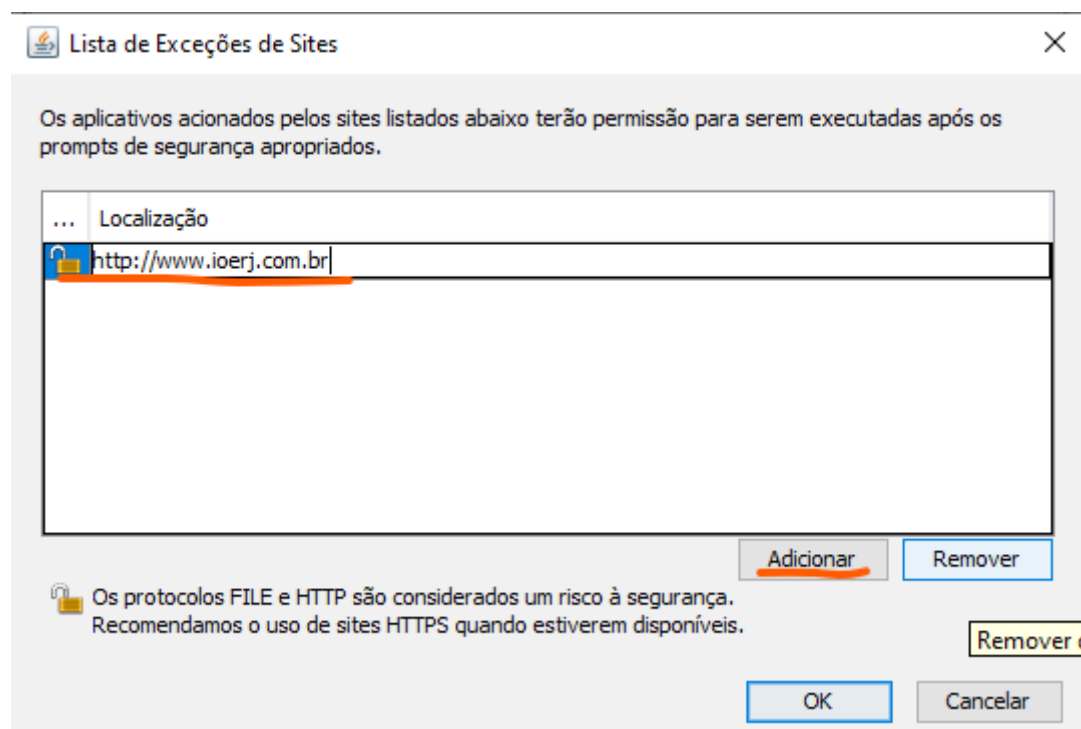 Lista de Exceções de Sites
Os aplicativos acionados pelos sites listados abaixo terão permissão para serem executadas após os
prompts de segurança apropriados.
... Localização
http://www.ioerj.com.br
Adicionar Remover
Os protocolos FILE e HTTP são considerados um risco à segurança.
Recomendamos o uso de sites HTTPS quando estiverem disponíveis.
Remover
OK Cancelar